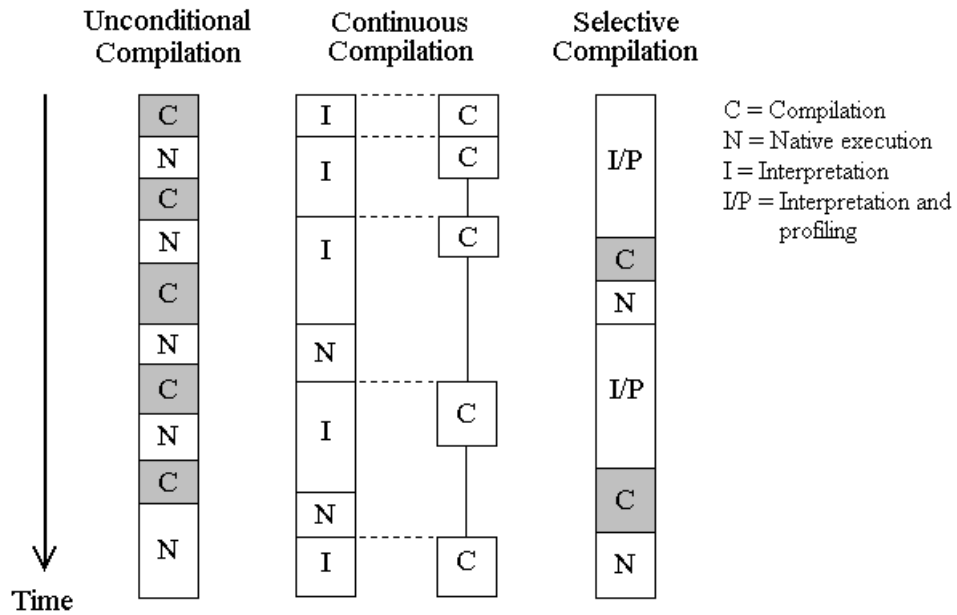 Unconditional
Compilation
Continuous
Compilation
Selective
Compilation
C
N
C
N
C
N
C
N
C
N
I
I
I
N
I
N
I
C
C
C
C
C
I/P
C
N
I/P
C
N
C = Compilation
N = Native execution
I = Interpretation
I/P = Interpretation and
profiling
Time